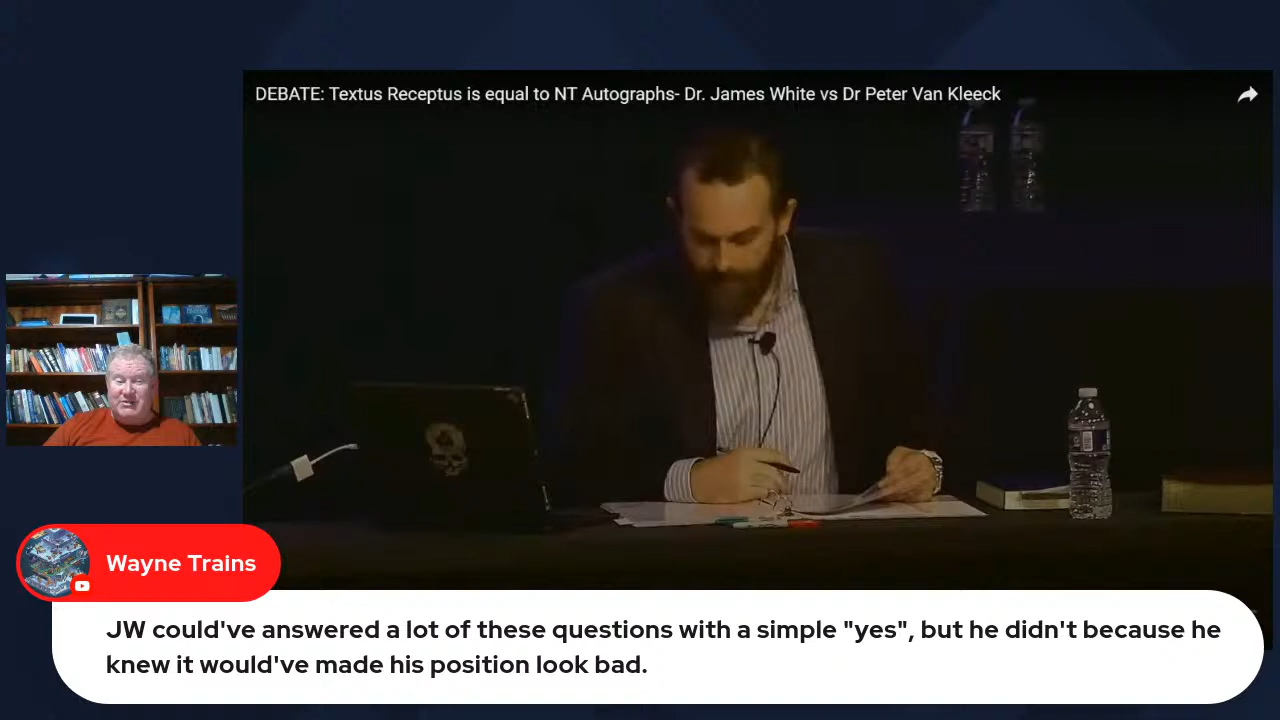 DEBATE: Textus Receptus is equal to NT Autographs- Dr. James White vs Dr Peter Van Kleeck
Wayne Trains
JW could've answered a lot of these questions with a simple "yes", but he didn't because he
knew it would've made his position look bad.